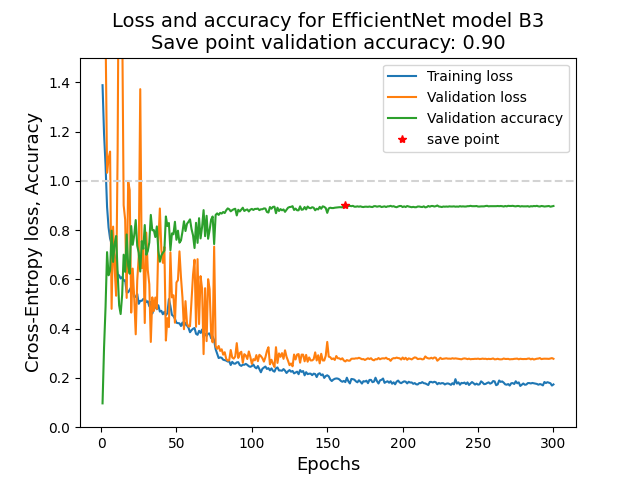 Loss and accuracy for EfficientNet model B3
Save point validation accuracy: 0.90
Training loss
Validation loss
Validation accuracy
save point
Cross-Entropy loss, Accuracy
1.4
1.2
1.0
0.8
0.6
0.4
0.2
0.0
0 50 100 150 200 250 300
Epochs